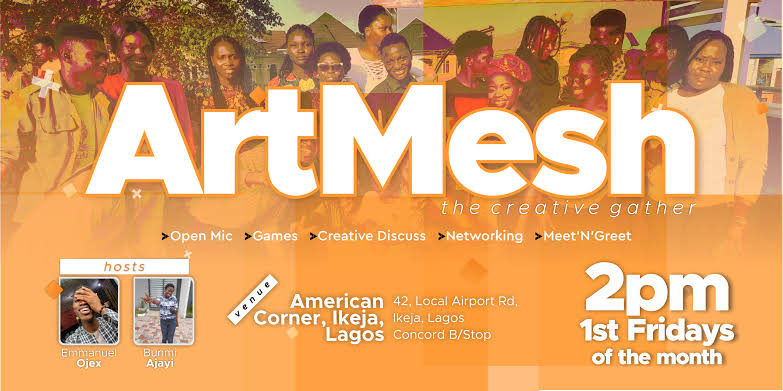 ArtMesh
the creative gather
>Open Mic >Games >Creative Discuss >Networking >Meet'N'Greet
hosts
Emmanuel
Ojex
Bunmi
Ajayi
venue
American
Corner, Ikeja,
Lagos
42, Local Airport Rd,
Ikeja, Lagos
Concord B/Stop
2pm
1st Fridays
of the month